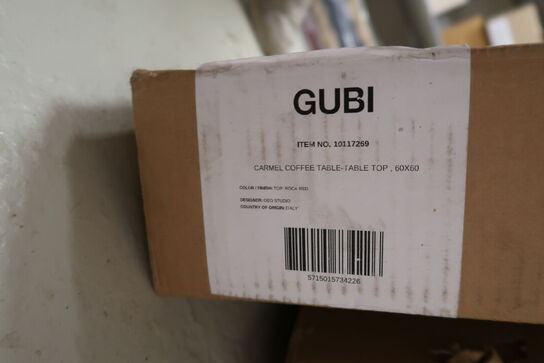 GUBI
ITEM NO. 10117269
CARMEL COFFEE TABLE-TABLE TOP , 60X60
COLOR / FINISH: TOP: ROCA RED
DESIGNER: OEO STUDIO
COUNTRY OF ORIGIN: ITALY
5715015734226